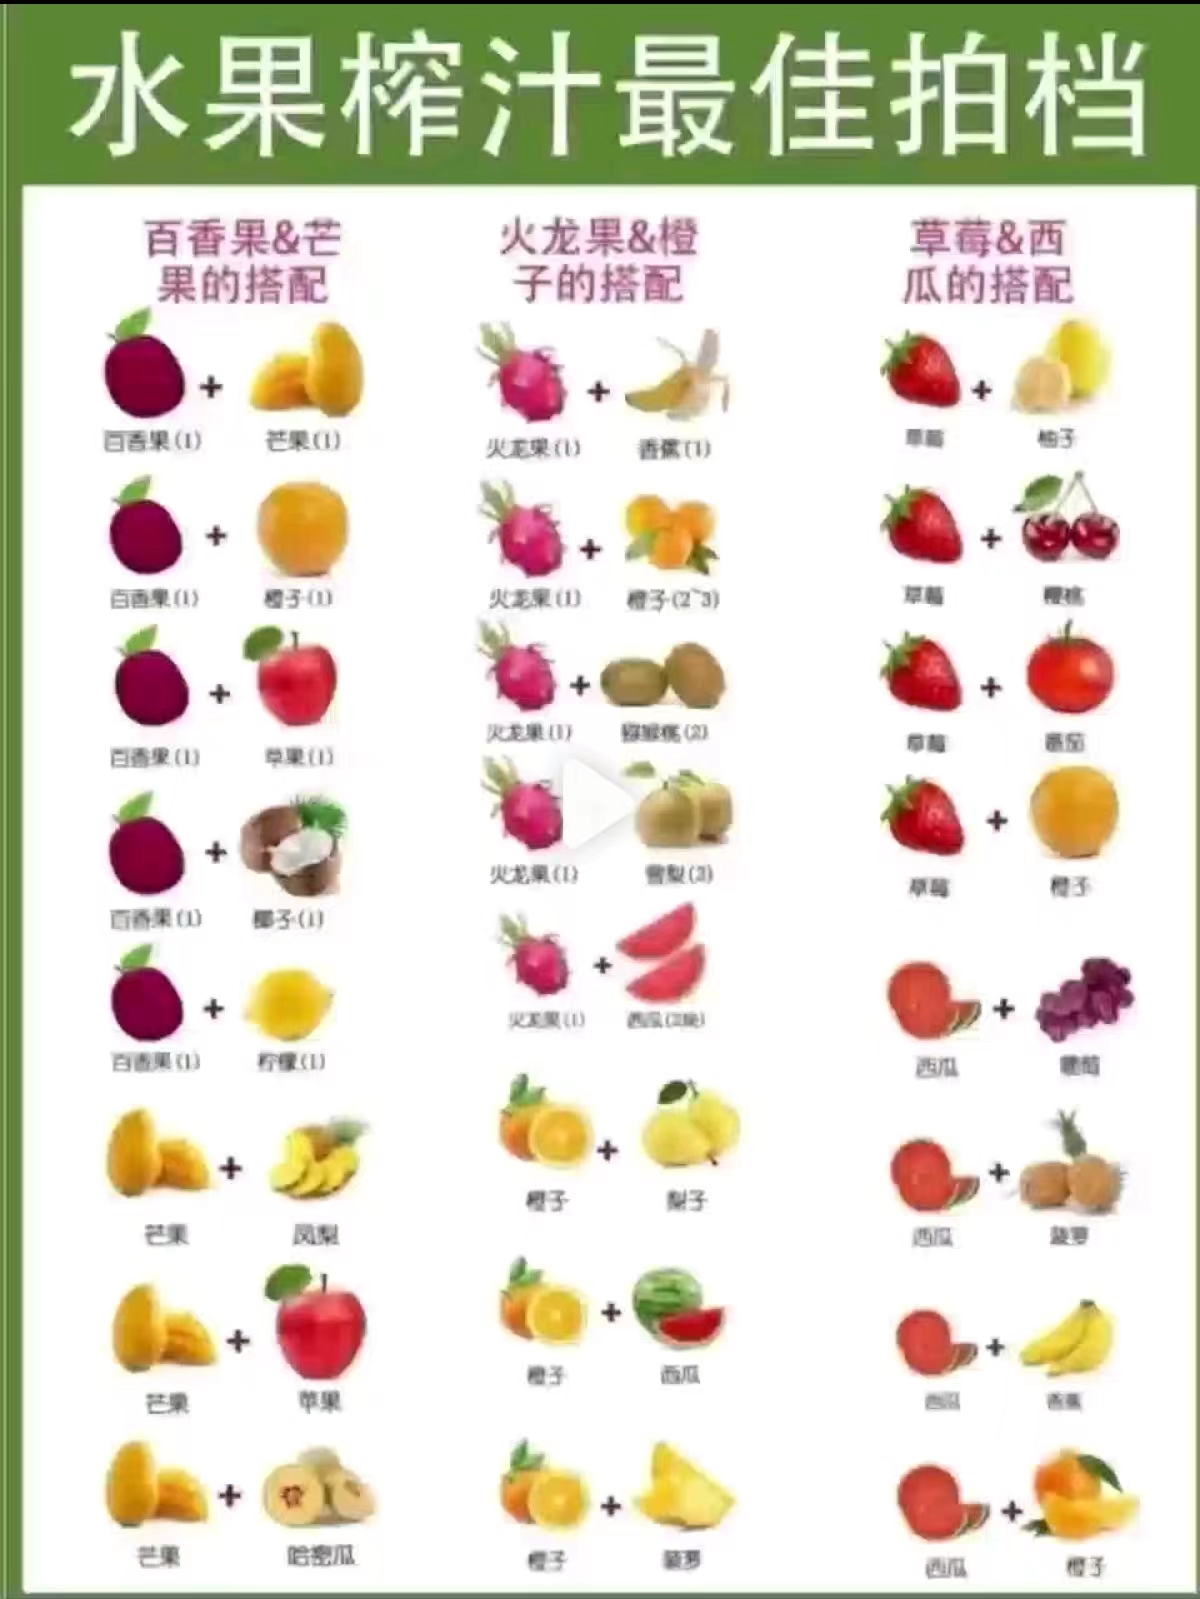 水果榨汁最佳拍档
百香果&芒
果的搭配
百香果(1) 芒果(1)
百香果(1) 橙子(1)
百香果(1) 苹果(1)
百香果(1) 椰子(1)
百香果(1) 柠檬(1)
芒果 凤梨
芒果 苹果
芒果 哈密瓜
火龙果&橙
子的搭配
火龙果(1) 香蕉(1)
火龙果(1) 橙子(2~3)
火龙果(1) 猕猴桃(2)
火龙果(1) 雪梨(2)
火龙果(1) 西瓜(2块)
橙子 梨子
橙子 西瓜
橙子 菠萝
草莓&西
瓜的搭配
草莓 柚子
草莓 樱桃
草莓 番茄
草莓 橙子
西瓜 葡萄
西瓜 菠萝
西瓜 香蕉
西瓜 橙子